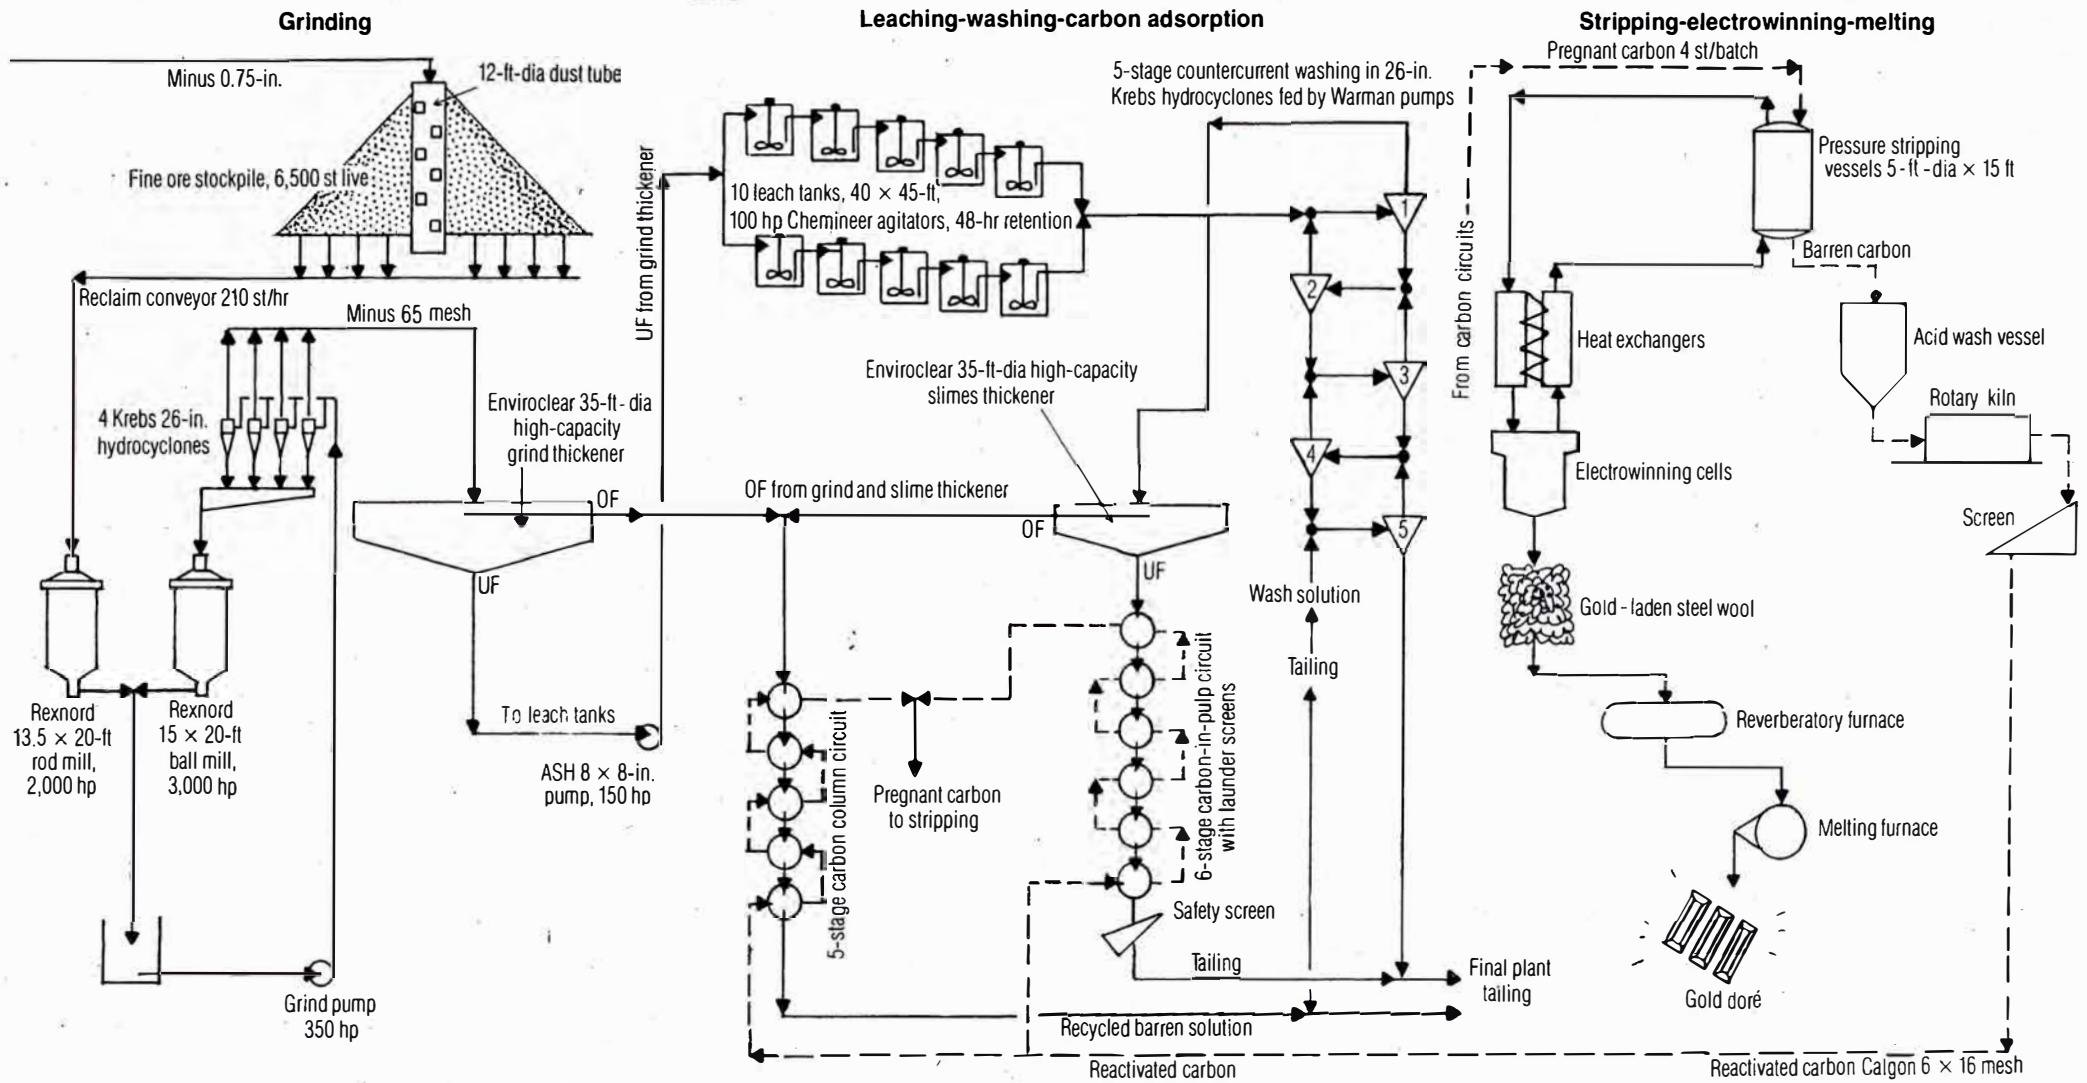 Grinding
Minus 0.75-in.
12-ft-dia dust tube
Fine ore stockpile, 6,500 st live
Reclaim conveyor 210 st/hr
Minus 65 mesh
4 Krebs 26-in.
hydrocyclones
Enviroclear 35-ft-dia
high-capacity
grind thickener
OF
UF
Rexnord
13.5 × 20-ft
rod mill,
2,000 hp
Rexnord
15 × 20-ft
ball mill,
3,000 hp
To leach tanks
ASH 8 × 8-in.
pump, 150 hp
Grind pump
350 hp
Leaching-washing-carbon adsorption
UF from grind thickener
10 leach tanks, 40 × 45-ft,
100 hp Chemineer agitators, 48-hr retention
5-stage countercurrent washing in 26-in.
Krebs hydrocyclones fed by Warman pumps
1
2
3
4
5
Enviroclear 35-ft-dia high-capacity
slimes thickener
OF from grind and slime thickener
OF
UF
Wash solution
Tailing
5-stage carbon column circuit
Pregnant carbon
to stripping
6-stage carbon-in-pulp circuit
with launder screens
Safety screen
Tailing
Final plant
tailing
Recycled barren solution
Reactivated carbon
Stripping-electrowinning-melting
Pregnant carbon 4 st/batch
From carbon circuits
Pressure stripping
vessels 5-ft-dia × 15 ft
Barren carbon
Heat exchangers
Acid wash vessel
Rotary kiln
Electrowinning cells
Screen
Gold-laden steel wool
Reverberatory furnace
Melting furnace
Gold doré
Reactivated carbon Calgon 6 × 16 mesh